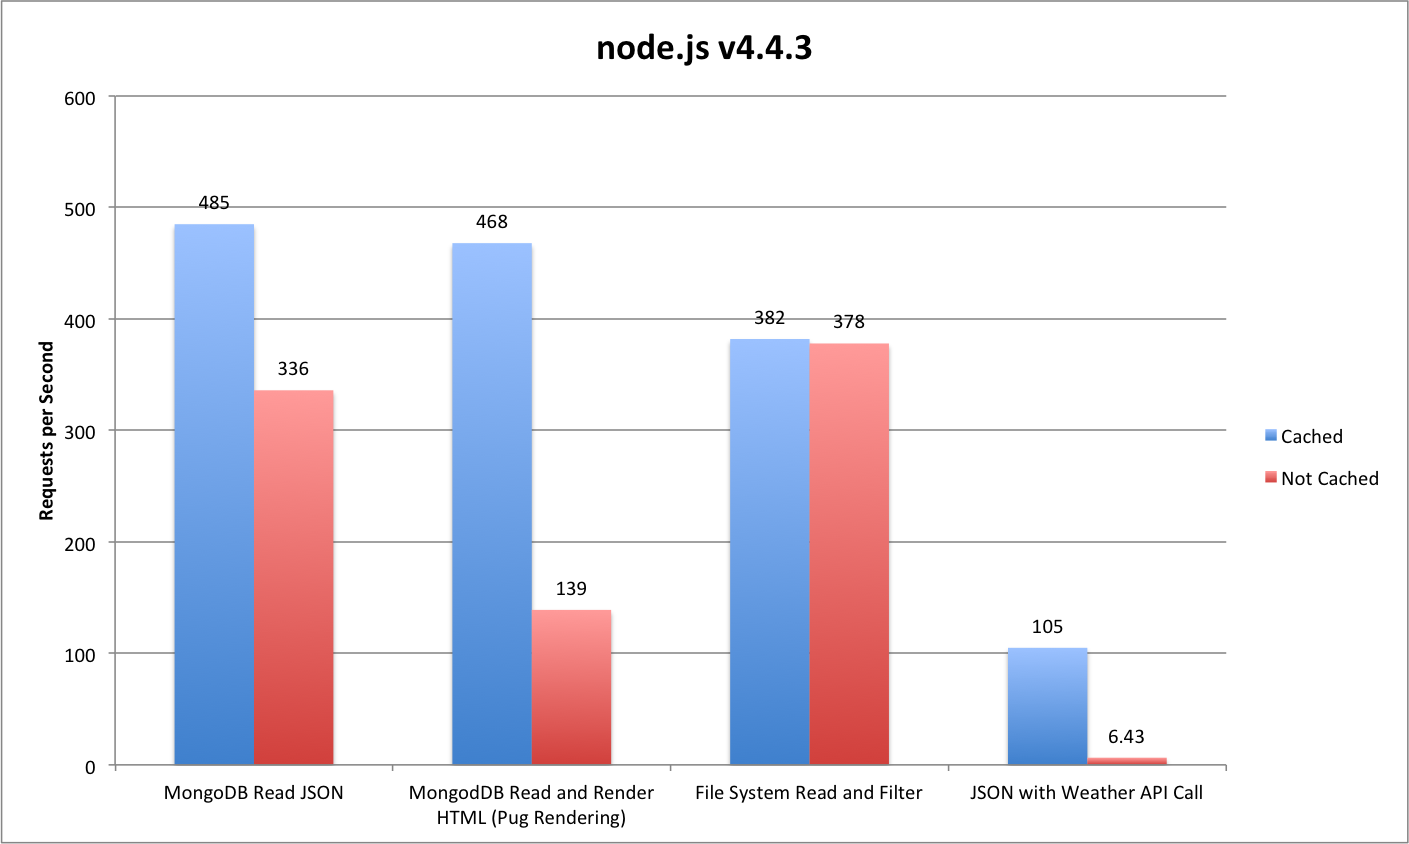 node.js v4.4.3
600
500
400
300
200
100
0
Requests per Second
485
336
468
139
382
378
105
6.43
MongoDB Read JSON
MongodDB Read and Render
HTML (Pug Rendering)
File System Read and Filter
JSON with Weather API Call
Cached
Not Cached